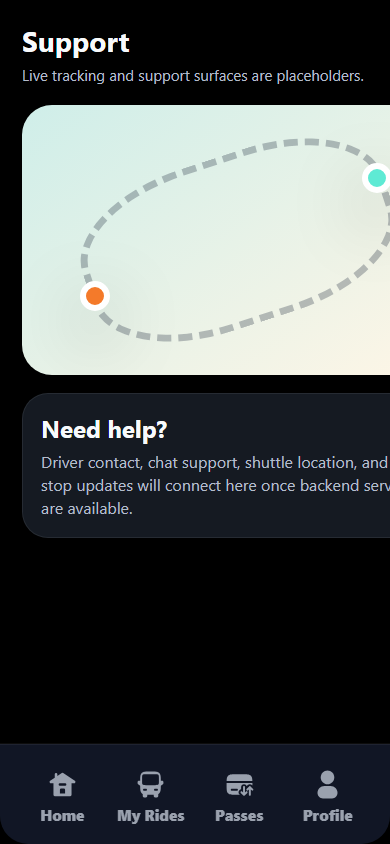 Support
Live tracking and support surfaces are placeholders.
Need help?
Driver contact, chat support, shuttle location, and
stop updates will connect here once backend serv
are available.
Home
My Rides
Passes
Profile